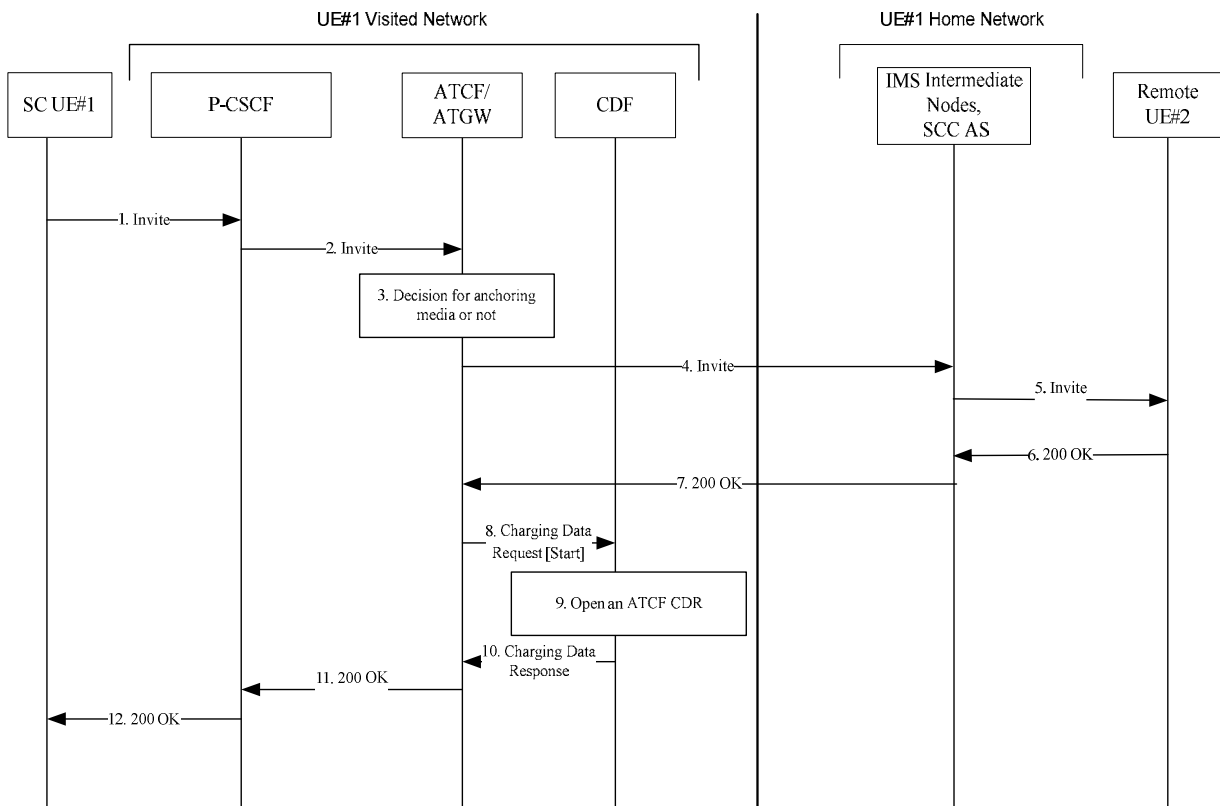 UE#1 Visited Network
UE#1 Home Network
SC UE#1
P-CSCF
ATCF/
ATGW
CDF
IMS Intermediate
Nodes,
SCC AS
Remote
UE#2
1. Invite
2. Invite
3. Decision for anchoring
media or not
4. Invite
5. Invite
6. 200 OK
7. 200 OK
8. Charging Data
Request [Start]
9. Open an ATCF CDR
10. Charging Data
Response
11. 200 OK
12. 200 OK